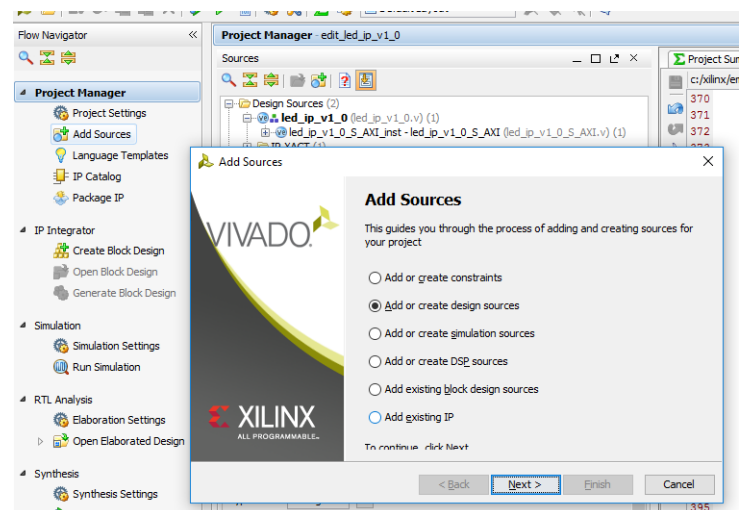 Flow Navigator
Project Manager - edit_led_ip_v1_0
Sources
Project Sum
Project Manager
Project Settings
Add Sources
Language Templates
IP Catalog
Package IP
IP Integrator
Create Block Design
Open Block Design
Generate Block Design
Simulation
Simulation Settings
Run Simulation
RTL Analysis
Elaboration Settings
Open Elaborated Design
Synthesis
Synthesis Settings
Design Sources (2)
led_ip_v1_0 (led_ip_v1_0.v) (1)
led_ip_v1_0_S_AXI_inst - led_ip_v1_0_S_AXI (led_ip_v1_0_S_AXI.v) (1)
IP-XACT (1)
c:/xilinx/em
370
371
372
Add Sources
VIVADO
XILINX
ALL PROGRAMMABLE™
Add Sources
This guides you through the process of adding and creating sources for
your project
Add or create constraints
Add or create design sources
Add or create simulation sources
Add or create DSP sources
Add existing block design sources
Add existing IP
To continue, click Next
< Back
Next >
Finish
Cancel
395